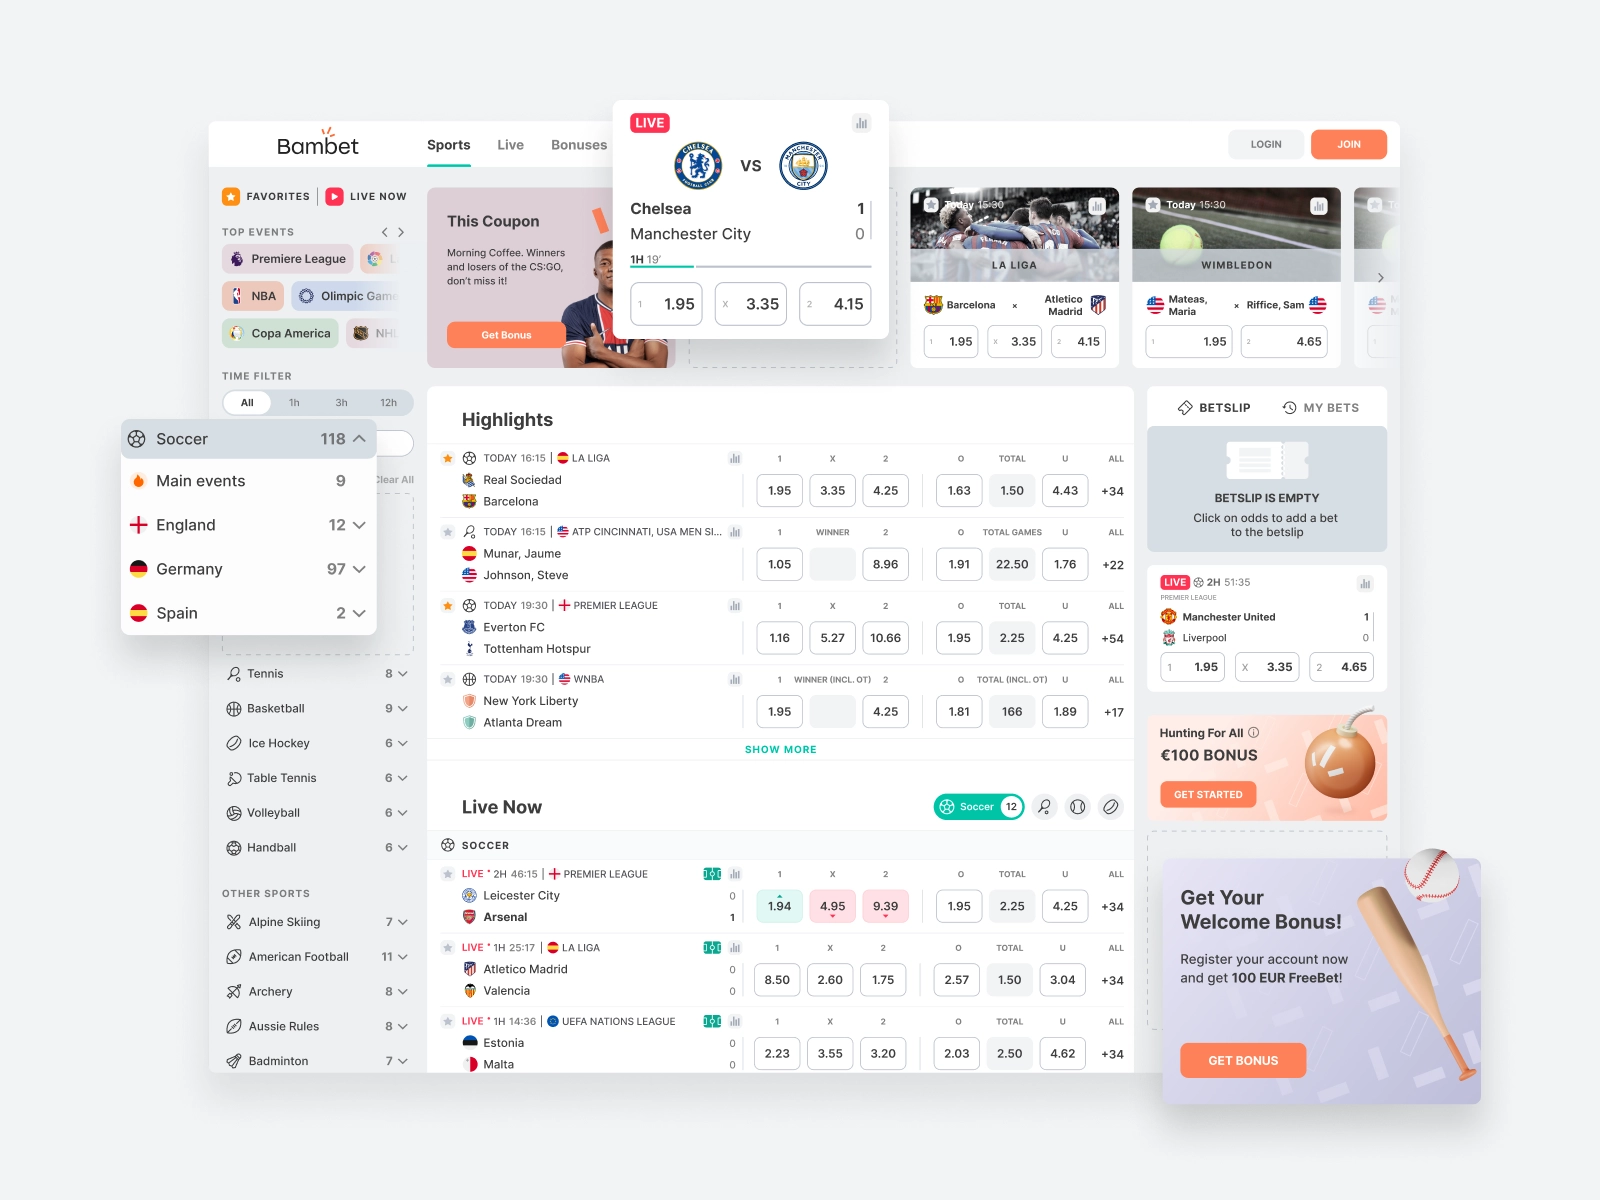 Bambet
Sports
Live
Bonuses
LOGIN
JOIN
LIVE
VS
Chelsea 1
Manchester City 0
1H 19′
1 1.95 X 3.35 2 4.15
FAVORITES
LIVE NOW
TOP EVENTS
Premiere League
NBA
Olimpic Game
Copa America
NHL
TIME FILTER
All 1h 3h 12h
Clear All
Soccer 118
Main events 9
England 12
Germany 97
Spain 2
Tennis 8
Basketball 9
Ice Hockey 6
Table Tennis 6
Volleyball 6
Handball 6
OTHER SPORTS
Alpine Skiing 7
American Football 11
Archery 8
Aussie Rules 8
Badminton 7
This Coupon
Morning Coffee. Winners
and losers of the CS:GO,
don't miss it!
Get Bonus
Today 15:30
LA LIGA
Barcelona × Atletico
Madrid
1 1.95 X 3.35 2 4.15
Today 15:30
WIMBLEDON
Mateas,
Maria × Riffice, Sam
1 1.95 2 4.65
Highlights
TODAY 16:15 | LA LIGA 1 X 2 O TOTAL U ALL
Real Sociedad
Barcelona
1.95 3.35 4.25 1.63 1.50 4.43 +34
TODAY 16:15 | ATP CINCINNATI, USA MEN SI... 1 WINNER 2 O TOTAL GAMES U ALL
Munar, Jaume
Johnson, Steve
1.05 8.96 1.91 22.50 1.76 +22
TODAY 19:30 | PREMIER LEAGUE 1 X 2 O TOTAL U ALL
Everton FC
Tottenham Hotspur
1.16 5.27 10.66 1.95 2.25 4.25 +54
TODAY 19:30 | WNBA 1 WINNER (INCL. OT) 2 O TOTAL (INCL. OT) U ALL
New York Liberty
Atlanta Dream
1.95 4.25 1.81 166 1.89 +17
SHOW MORE
Live Now
Soccer 12
SOCCER
LIVE 2H 46:15 | PREMIER LEAGUE 1 X 2 O TOTAL U ALL
Leicester City 0
Arsenal 1
1.94 4.95 9.39 1.95 2.25 4.25 +34
LIVE 1H 25:17 | LA LIGA 1 X 2 O TOTAL U ALL
Atletico Madrid 0
Valencia 0
8.50 2.60 1.75 2.57 1.50 3.04 +34
LIVE 1H 14:36 | UEFA NATIONS LEAGUE 1 X 2 O TOTAL U ALL
Estonia 0
Malta 0
2.23 3.55 3.20 2.03 2.50 4.62 +34
BETSLIP
MY BETS
BETSLIP IS EMPTY
Click on odds to add a bet
to the betslip
LIVE 2H 51:35
PREMIER LEAGUE
Manchester United 1
Liverpool 0
1 1.95 X 3.35 2 4.65
Hunting For All
€100 BONUS
GET STARTED
Get Your
Welcome Bonus!
Register your account now
and get 100 EUR FreeBet!
GET BONUS